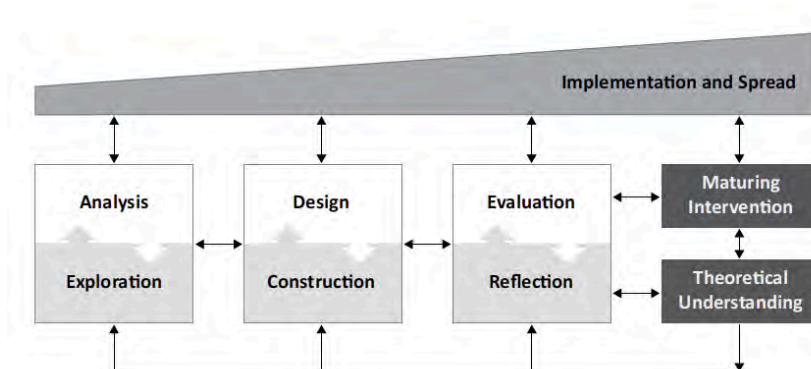 Implementation and Spread
Analysis
Exploration
Design
Construction
Evaluation
Reflection
Maturing
Intervention
Theoretical
Understanding